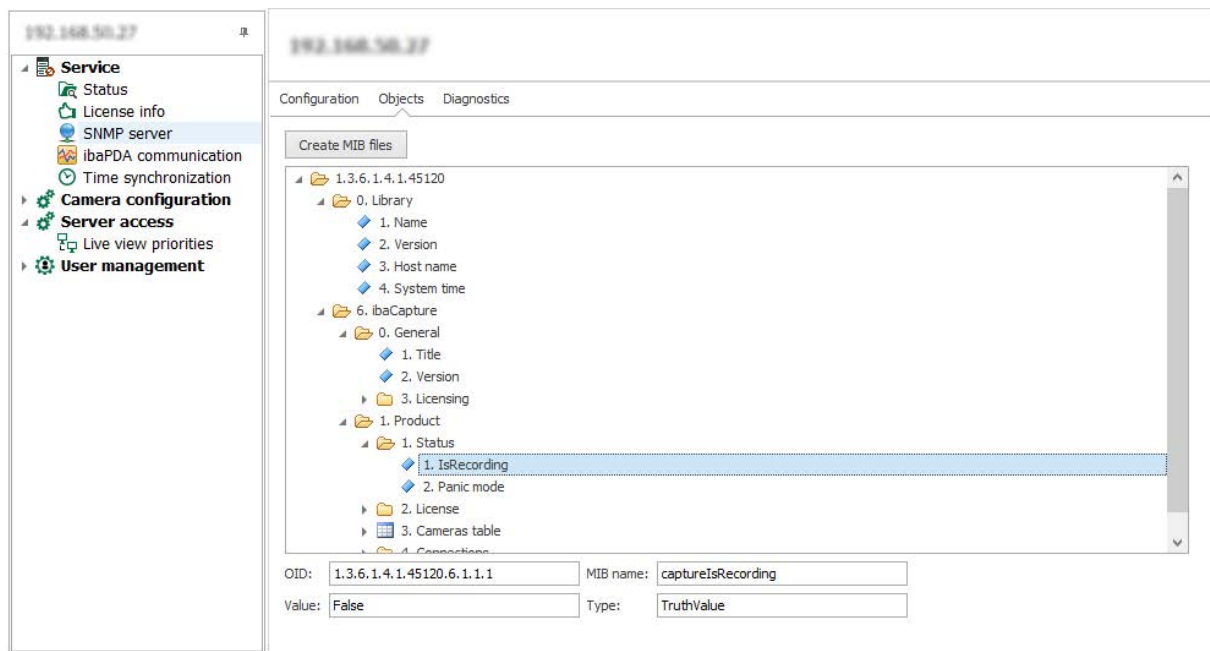 Service
Status
License info
SNMP server
ibaPDA communication
Time synchronization
Camera configuration
Server access
Live view priorities
User management
Configuration Objects Diagnostics
Create MIB files
1.3.6.1.4.1.45120
0. Library
1. Name
2. Version
3. Host name
4. System time
6. ibaCapture
0. General
1. Title
2. Version
3. Licensing
1. Product
1. Status
1. IsRecording
2. Panic mode
2. License
3. Cameras table
4. Connections
OID: 1.3.6.1.4.1.45120.6.1.1.1 MIB name: captureIsRecording
Value: False Type: TruthValue